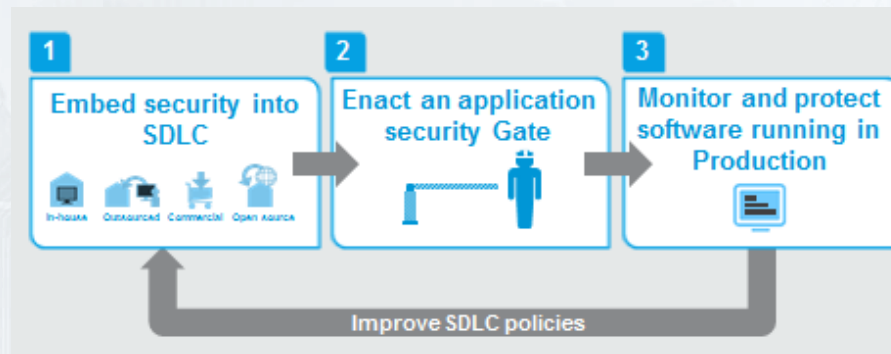 1
Embed security into
SDLC
In-house Outsourced Commercial Open source
2
Enact an application
security Gate
3
Monitor and protect
software running in
Production
Improve SDLC policies